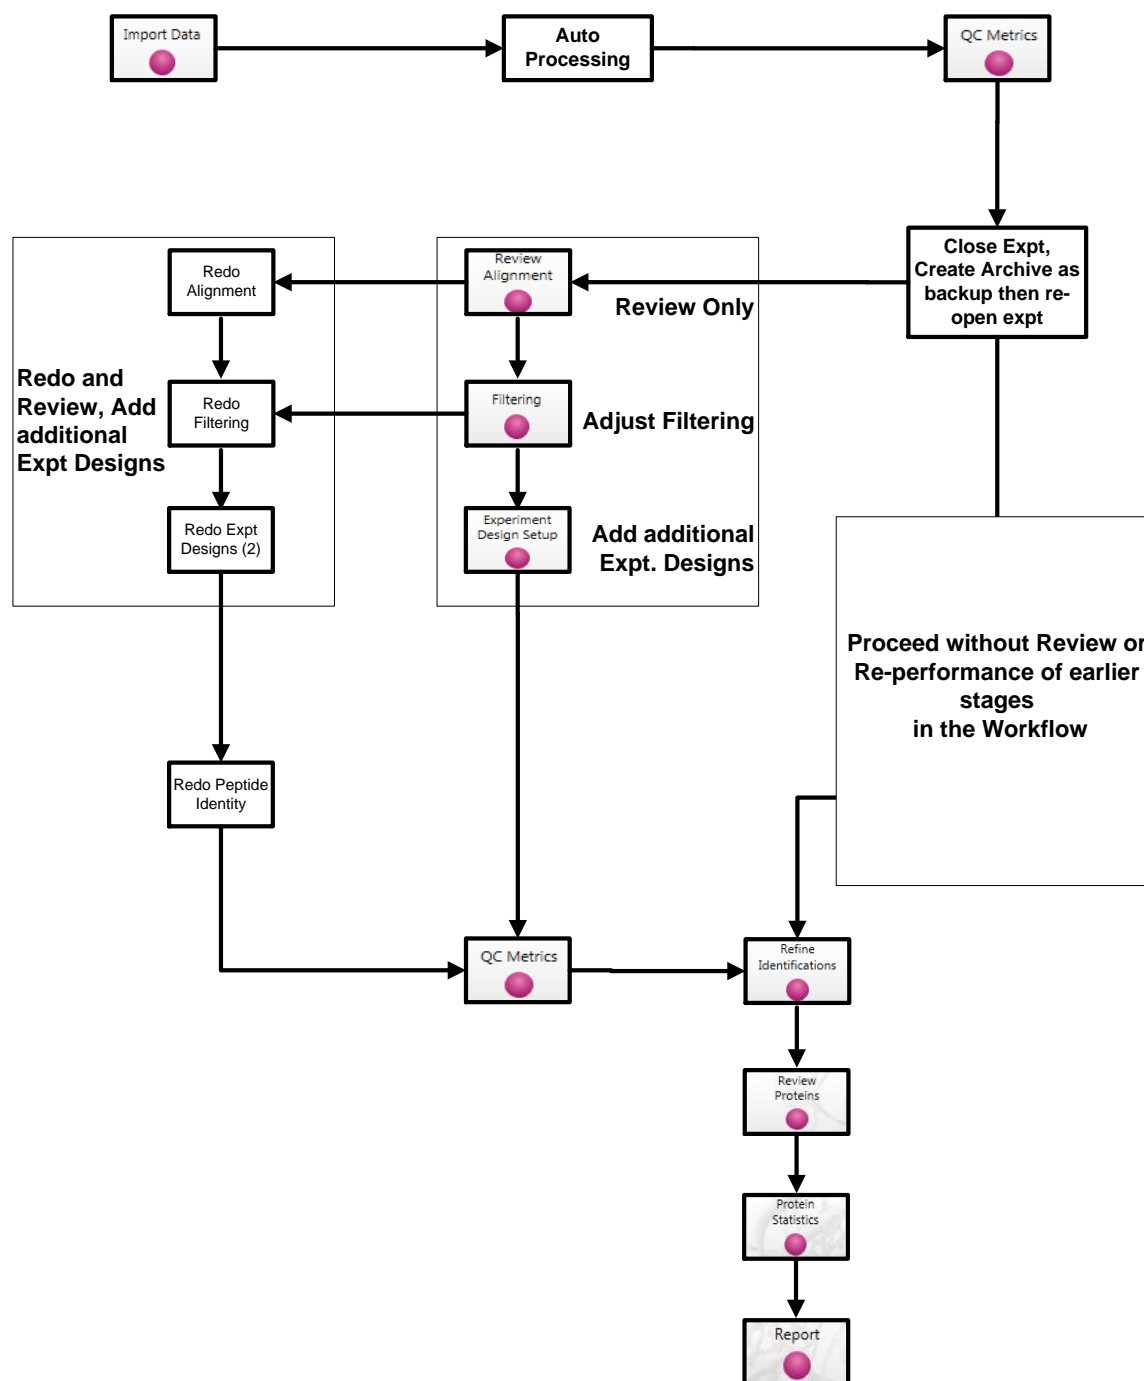 Import Data
Auto
Processing
QC Metrics
Close Expt,
Create Archive as
backup then re-
open expt
Review
Alignment
Review Only
Redo
Alignment
Redo and
Review, Add
additional
Expt Designs
Redo
Filtering
Filtering
Adjust Filtering
Redo Expt
Designs (2)
Experiment
Design Setup
Add additional
Expt. Designs
Proceed without Review or
Re-performance of earlier
stages
in the Workflow
Redo Peptide
Identity
QC Metrics
Refine
Identifications
Review
Proteins
Protein
Statistics
Report